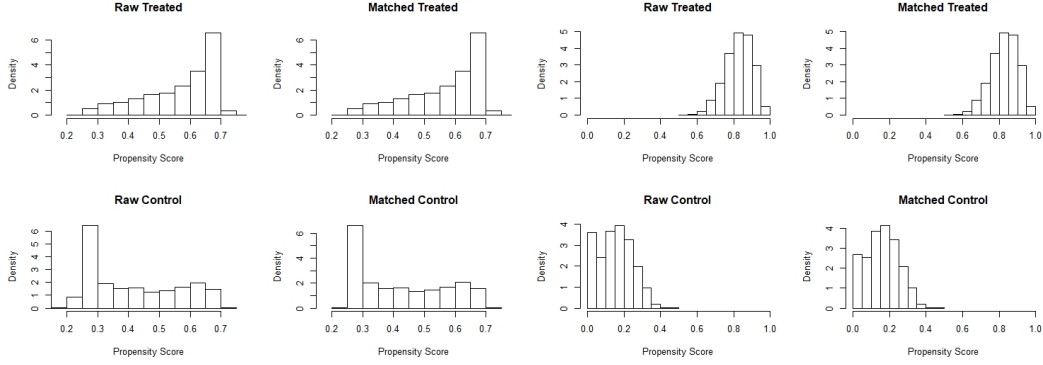 Raw Treated
Matched Treated
Raw Treated
Matched Treated
Density
0 2 4 6
0.2 0.3 0.4 0.5 0.6 0.7
Propensity Score
Density
0 2 4 6
0.2 0.3 0.4 0.5 0.6 0.7
Propensity Score
Density
0 1 2 3 4 5
0.0 0.2 0.4 0.6 0.8 1.0
Propensity Score
Density
0 1 2 3 4 5
0.0 0.2 0.4 0.6 0.8 1.0
Propensity Score
Raw Control
Matched Control
Raw Control
Matched Control
Density
0 1 2 3 4 5 6
0.2 0.3 0.4 0.5 0.6 0.7
Propensity Score
Density
0 2 4 6
0.2 0.3 0.4 0.5 0.6 0.7
Propensity Score
Density
0 1 2 3 4
0.0 0.2 0.4 0.6 0.8 1.0
Propensity Score
Density
0 1 2 3 4
0.0 0.2 0.4 0.6 0.8 1.0
Propensity Score